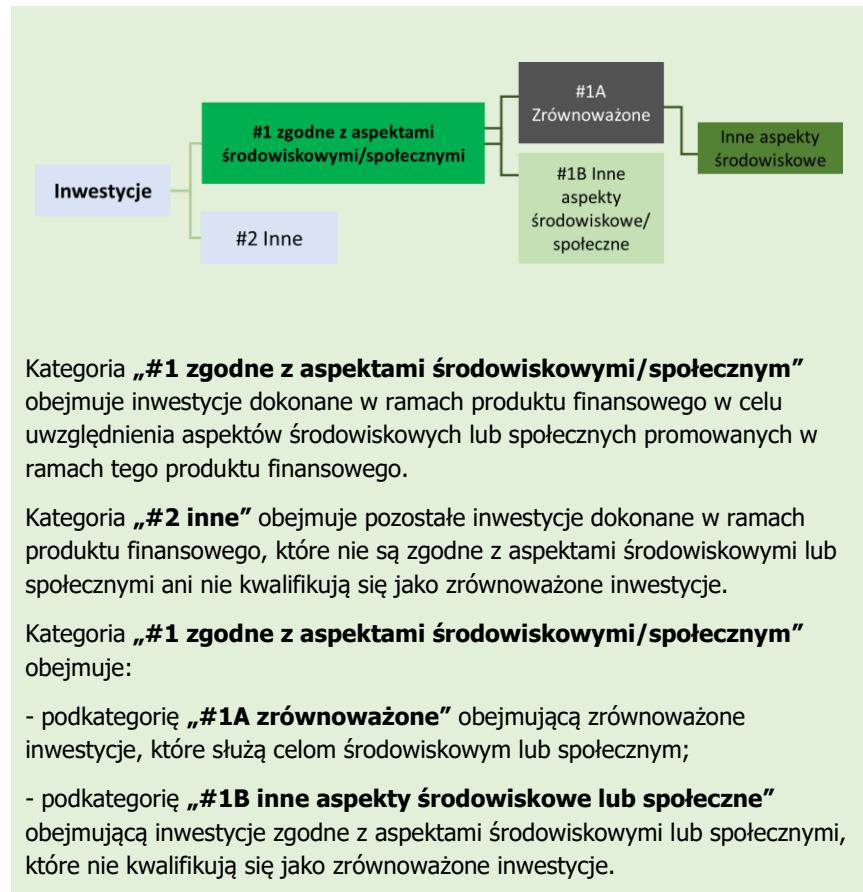 #1A
Zrównoważone
#1 zgodne z aspektami
środowiskowymi/społecznymi
Inne aspekty
środowiskowe
Inwestycje
#1B Inne
aspekty
środowiskowe/
społeczne
#2 Inne
Kategoria „#1 zgodne z aspektami środowiskowymi/społecznym”
obejmuje inwestycje dokonane w ramach produktu finansowego w celu
uwzględnienia aspektów środowiskowych lub społecznych promowanych w
ramach tego produktu finansowego.
Kategoria „#2 inne” obejmuje pozostałe inwestycje dokonane w ramach
produktu finansowego, które nie są zgodne z aspektami środowiskowymi lub
społecznymi ani nie kwalifikują się jako zrównoważone inwestycje.
Kategoria „#1 zgodne z aspektami środowiskowymi/społecznym”
obejmuje:
- podkategorię „#1A zrównoważone” obejmującą zrównoważone
inwestycje, które służą celom środowiskowym lub społecznym;
- podkategorię „#1B inne aspekty środowiskowe lub społeczne”
obejmującą inwestycje zgodne z aspektami środowiskowymi lub społecznymi,
które nie kwalifikują się jako zrównoważone inwestycje.